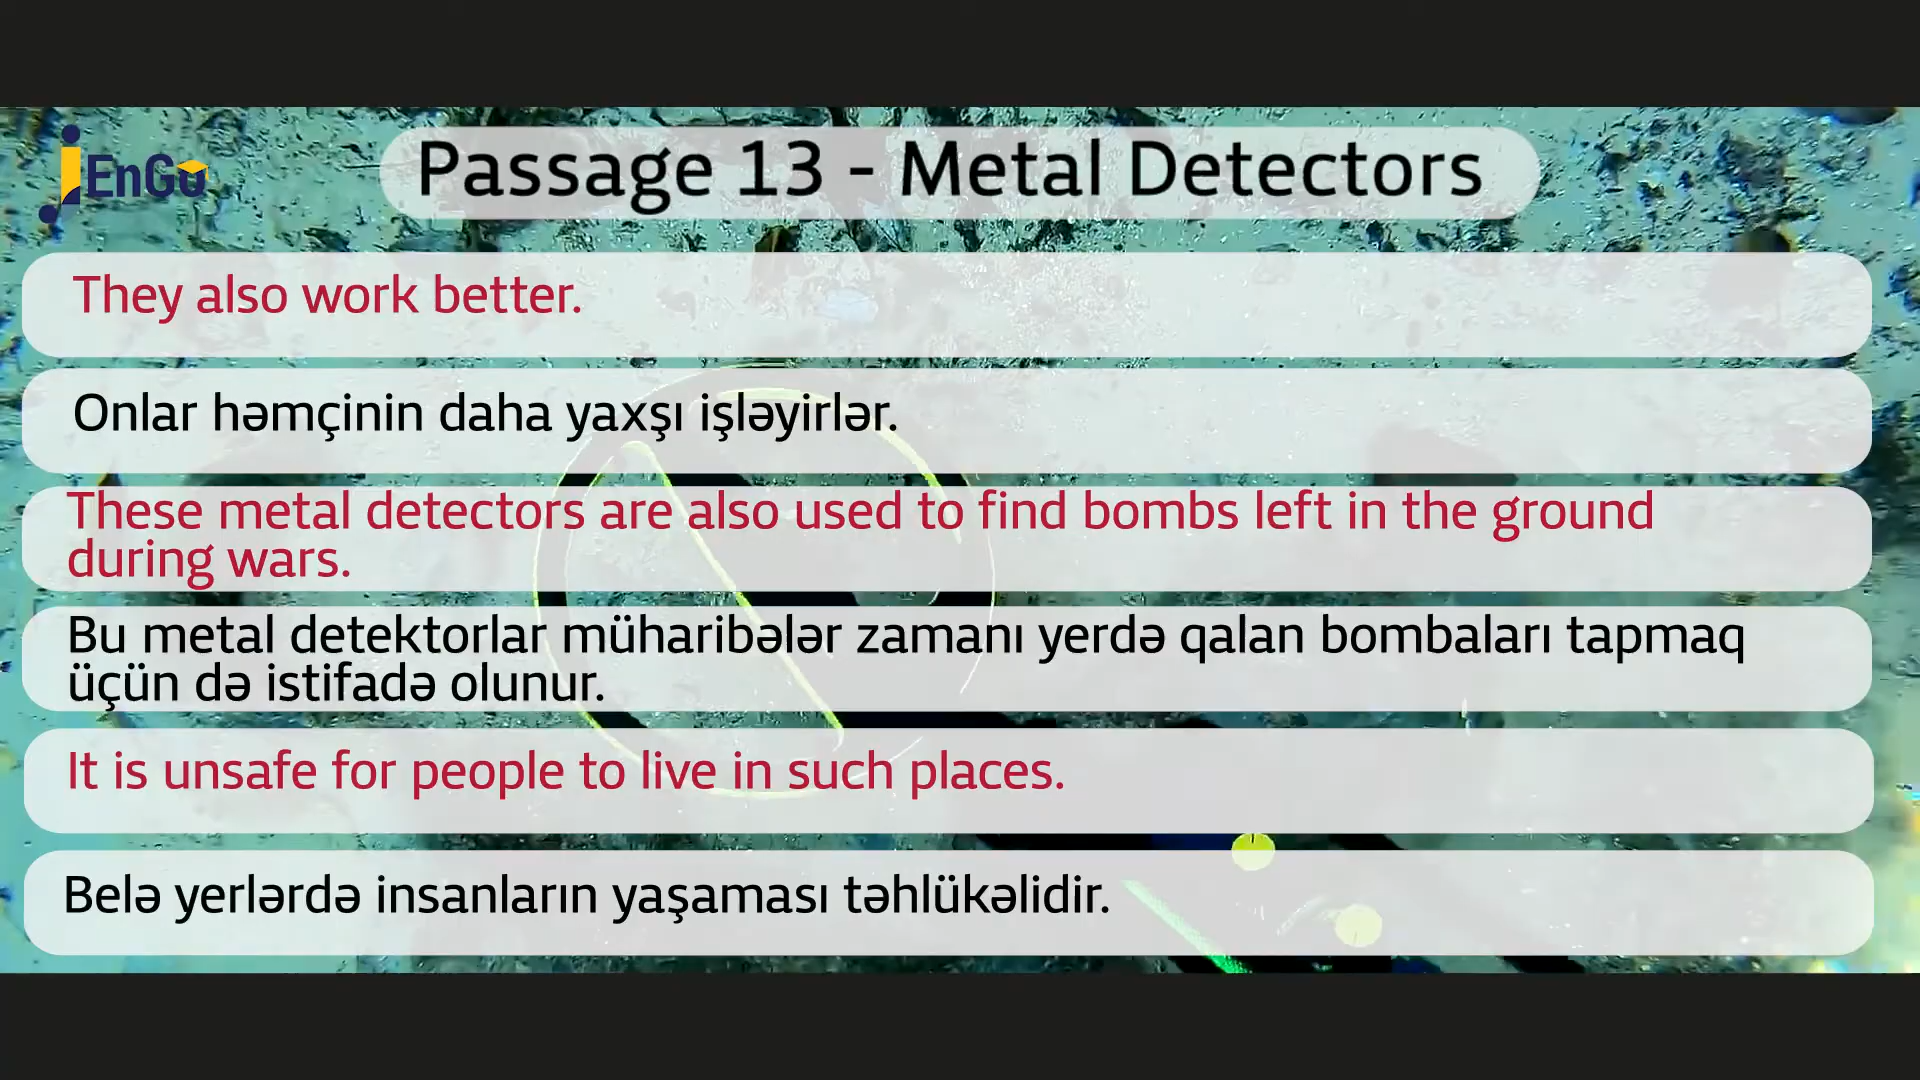 EnGo
Passage 13 - Metal Detectors
They also work better.
Onlar həmçinin daha yaxşı işləyirlər.
These metal detectors are also used to find bombs left in the ground
during wars.
Bu metal detektorlar müharibələr zamanı yerdə qalan bombaları tapmaq
üçün də istifadə olunur.
It is unsafe for people to live in such places.
Belə yerlərdə insanların yaşaması təhlükəlidir.